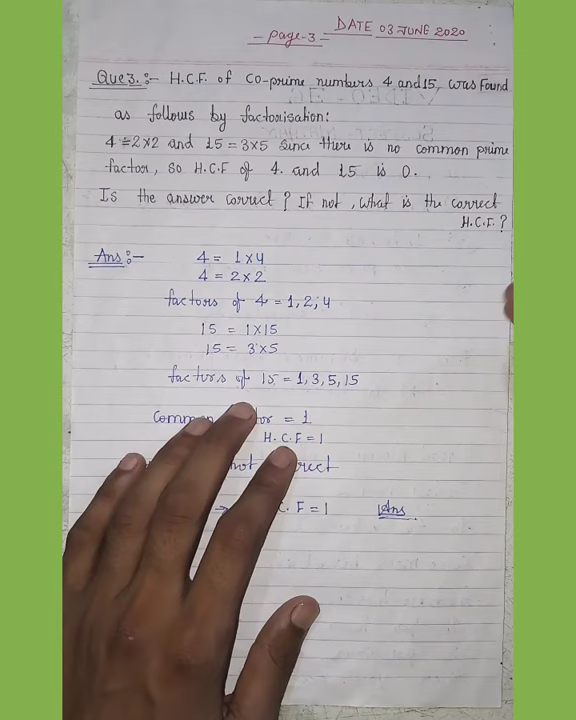 - page-3 -
DATE 03 JUNE 2020
Que 3. :- H.C.F. of Co-prime numbers 4 and 15, was found
as follows by factorisation:
4 = 2×2 and 15 = 3×5 since there is no common prime
factor, so H.C.F of 4 and 15 is 0.
Is the answer correct ? If not, What is the correct
H.C.F. ?
Ans :-
4 = 1×4
4 = 2×2
factors of 4 = 1, 2, 4
15 = 1×15
15 = 3×5
factors of 15 = 1, 3, 5, 15
= 1
H.C.F = 1
not
→ C.F = 1 Ans